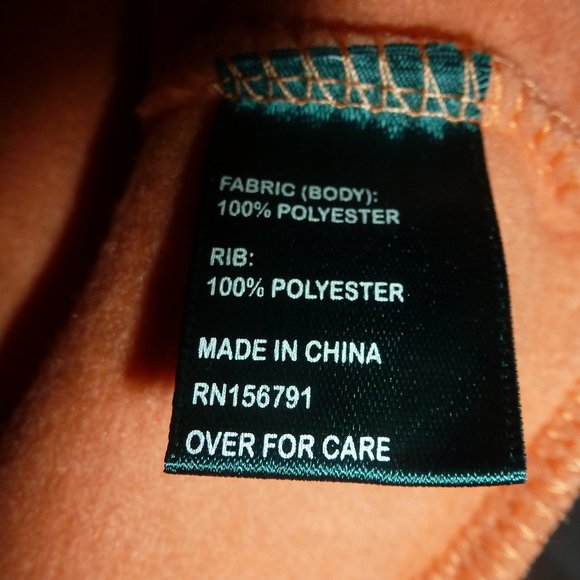 FABRIC (BODY):
100% POLYESTER
RIB:
100% POLYESTER
MADE IN CHINA
RN156791
OVER FOR CARE